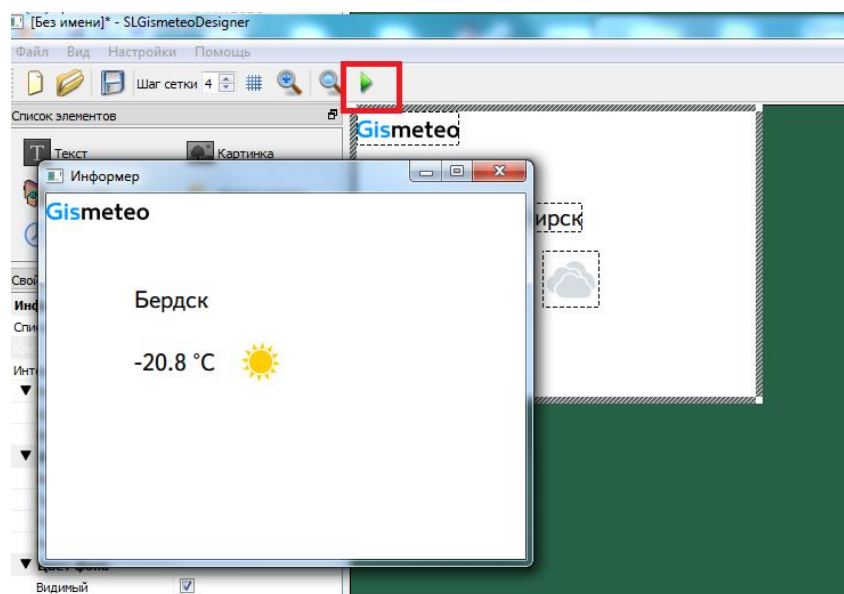 [Без имени]* - SLGismeteoDesigner
Файл Вид Настройки Помощь
Шаг сетки 4
Список элементов
Текст Картинка
Gismeteo
Информер
Gismeteo
Бердск
-20.8 °C
Видимый